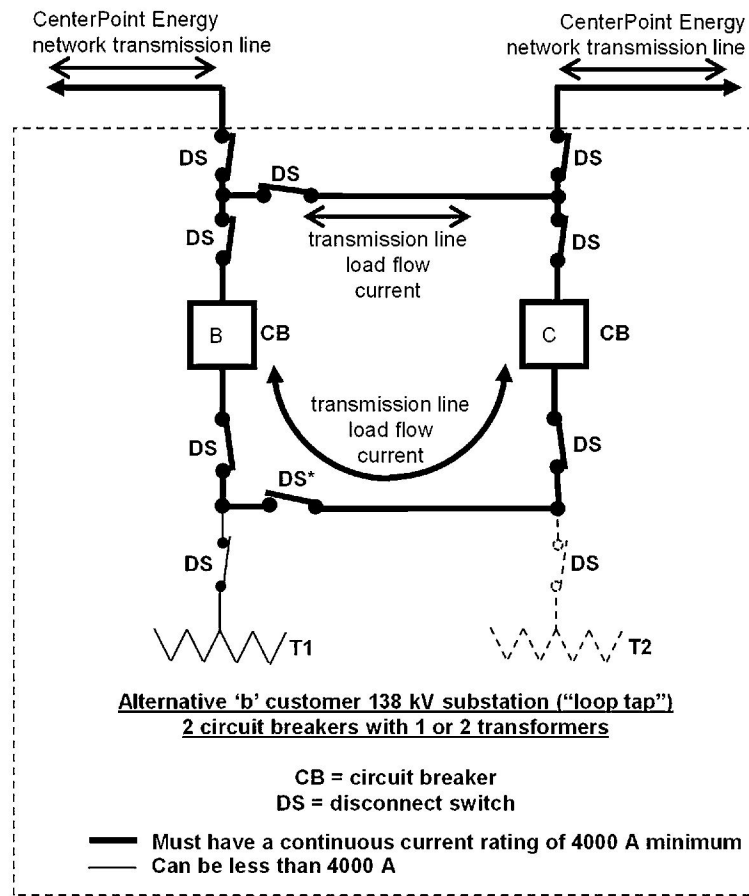 CenterPoint Energy
network transmission line
CenterPoint Energy
network transmission line
DS
DS
DS
DS
DS
transmission line
load flow
current
B
CB
C
CB
transmission line
load flow
current
DS
DS
DS*
DS
DS
T1
T2
Alternative ‘b’ customer 138 kV substation (“loop tap”)
2 circuit breakers with 1 or 2 transformers
CB = circuit breaker
DS = disconnect switch
Must have a continuous current rating of 4000 A minimum
Can be less than 4000 A